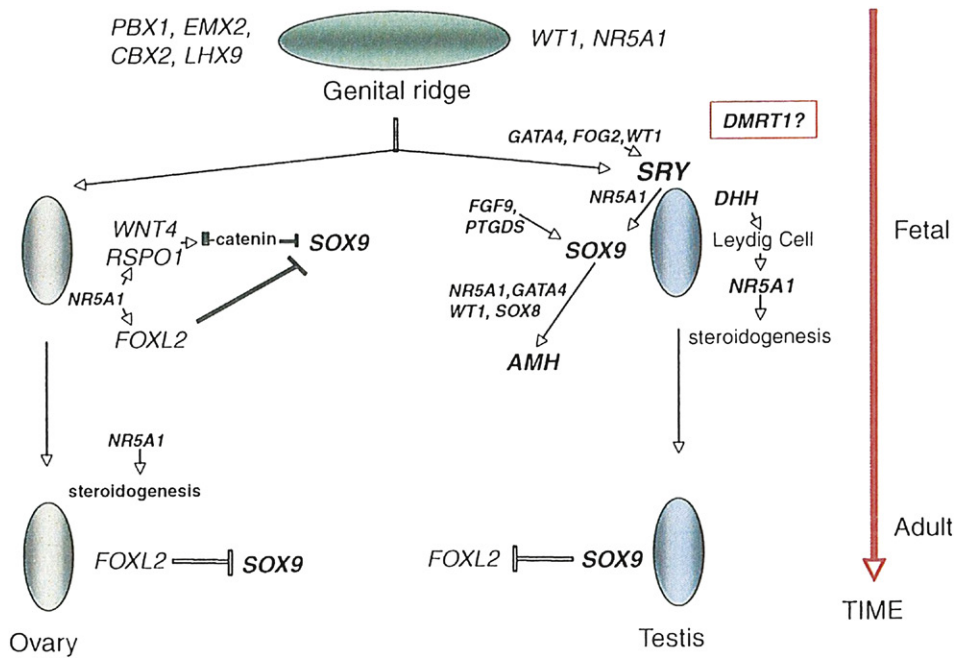 PBX1, EMX2,
CBX2, LHX9
WT1, NR5A1
Genital ridge
DMRT1?
GATA4, FOG2,WT1
SRY
NR5A1
DHH
Leydig Cell
NR5A1
steroidogenesis
FGF9,
PTGDS
SOX9
NR5A1,GATA4
WT1, SOX8
AMH
WNT4
RSPO1
-catenin
SOX9
NR5A1
FOXL2
Fetal
NR5A1
steroidogenesis
FOXL2
SOX9
Ovary
FOXL2
SOX9
Testis
Adult
TIME